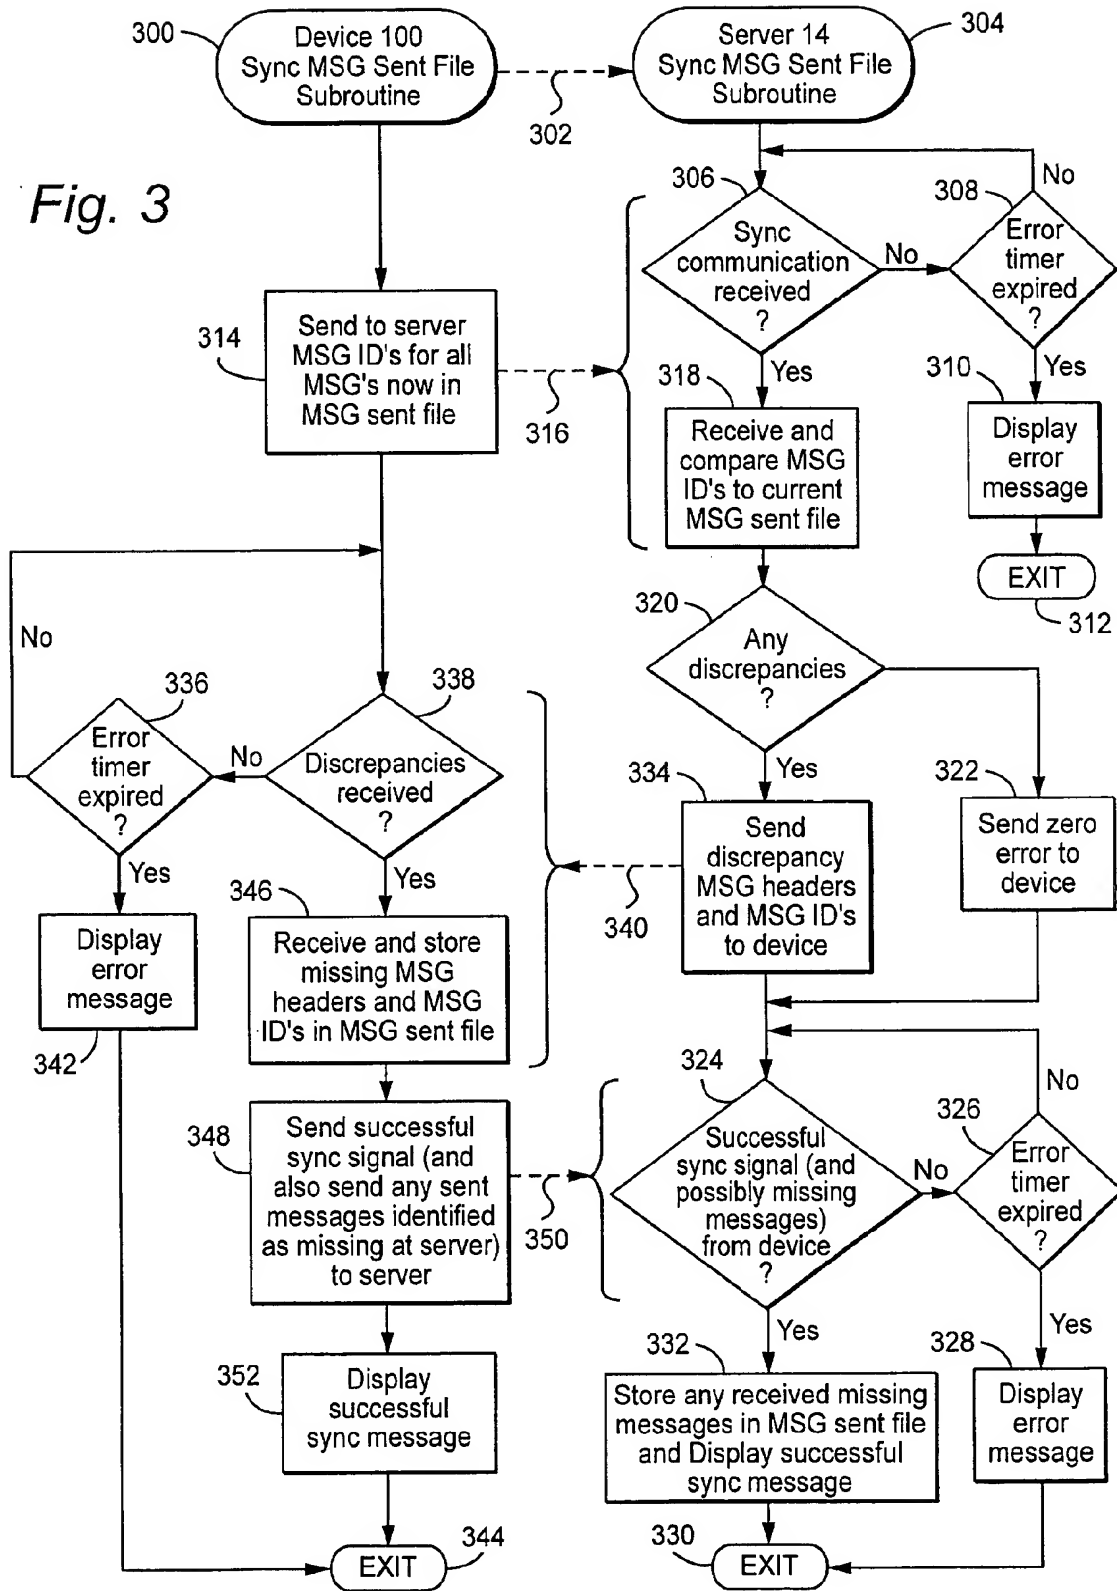 300
Device 100
Sync MSG Sent File
Subroutine
302
Server 14
Sync MSG Sent File
Subroutine
304
Fig. 3
306
Sync
communication
received
?
No
Yes
308
Error
timer
expired
?
No
Yes
310
Display
error
message
EXIT
312
314
Send to server
MSG ID's for all
MSG's now in
MSG sent file
316
318
Receive and
compare MSG
ID's to current
MSG sent file
320
Any
discrepancies
?
Yes
322
Send zero
error to
device
334
Send
discrepancy
MSG headers
and MSG ID's
to device
340
No
336
Error
timer
expired
?
Yes
No
338
Discrepancies
received
?
Yes
342
Display
error
message
346
Receive and store
missing MSG
headers and MSG
ID's in MSG sent file
348
Send successful
sync signal (and
also send any sent
messages identified
as missing at server)
to server
350
324
Successful
sync signal (and
possibly missing
messages)
from device
?
No
Yes
326
Error
timer
expired
?
No
Yes
328
Display
error
message
332
Store any received missing
messages in MSG sent file
and Display successful
sync message
352
Display
successful
sync message
EXIT
344
330
EXIT